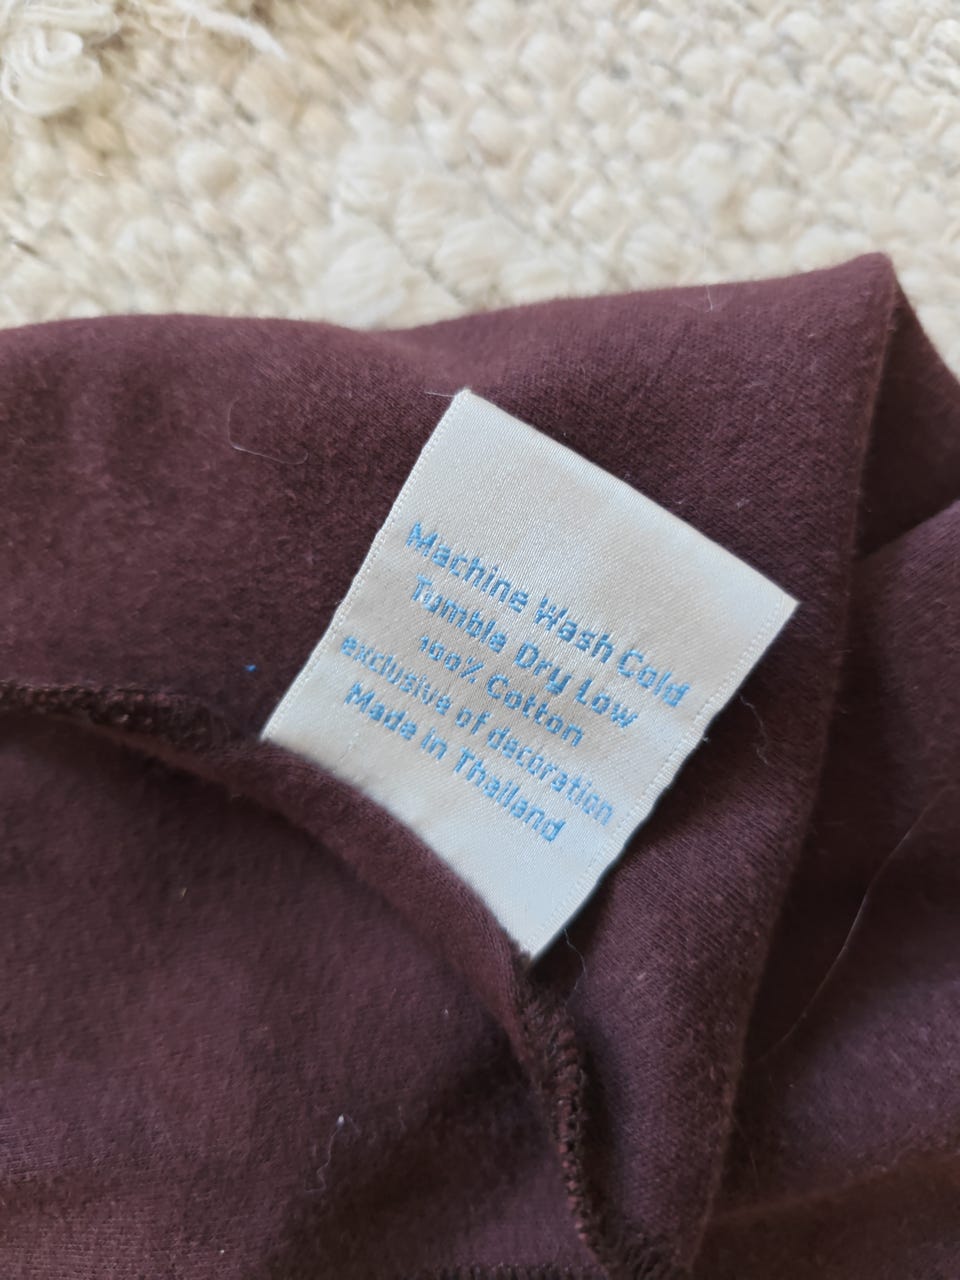 Machine Wash Cold
Tumble Dry Low
100% Cotton
exclusive of decoration
Made in Thailand